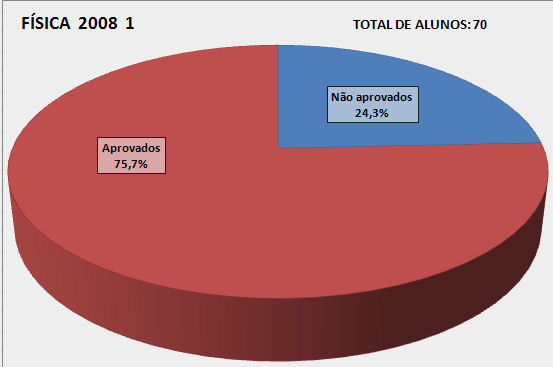 FÍSICA 2008 1
TOTAL DE ALUNOS: 70
Não aprovados
24,3%
Aprovados
75,7%